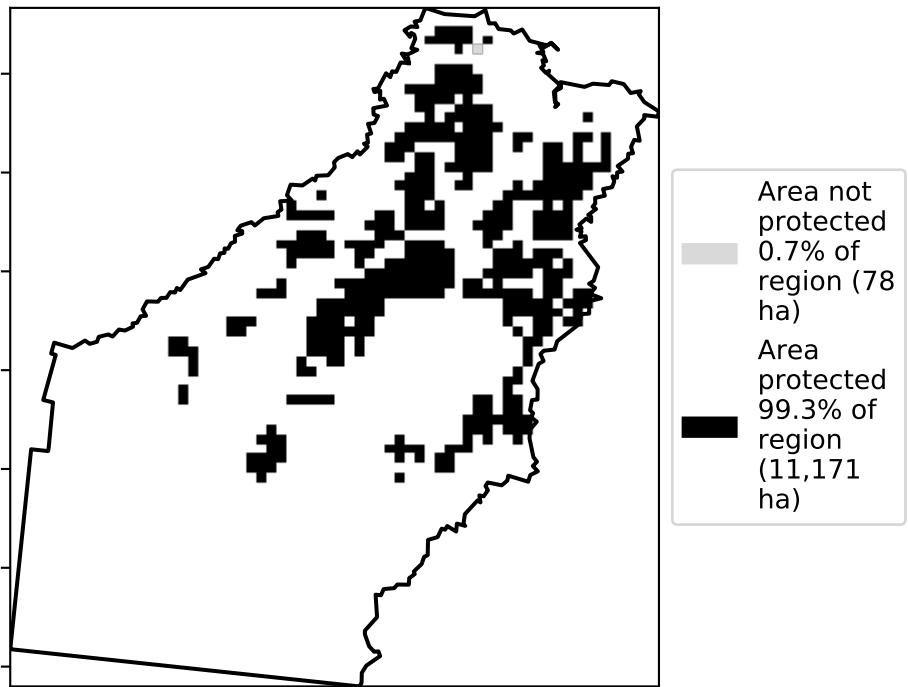 Area not
protected
0.7% of
region (78
ha)
Area
protected
99.3% of
region
(11,171
ha)